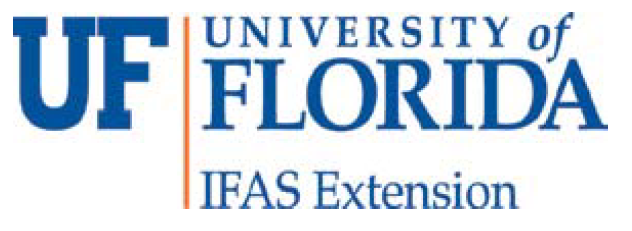 UF
UNIVERSITY of
FLORIDA
IFAS Extension